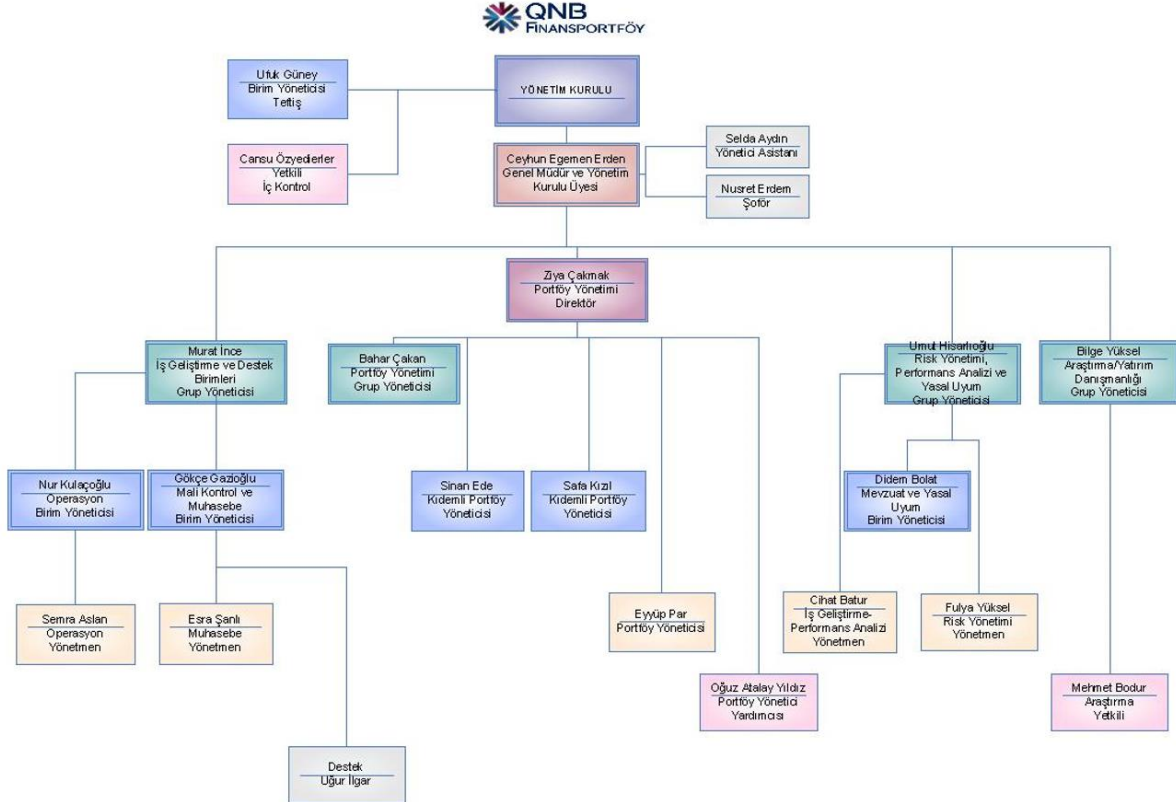 QNB
FİNANSPORTFÖY
Ufuk Güney
Birim Yöneticisi
Teftiş
YÖNETİM KURULU
Cansu Özyedierler
Yetkili
İç Kontrol
Ceyhun Egemen Erden
Genel Müdür ve Yönetim
Kurulu Üyesi
Selda Aydın
Yönetici Asistanı
Nusret Erdem
Şoför
Ziya Çakmak
Portföy Yönetimi
Direktör
Murat İnce
İş Geliştirme ve Destek
Birimleri
Grup Yöneticisi
Bahar Çakan
Portföy Yönetimi
Grup Yöneticisi
Umut Hisarlıoğlu
Risk Yönetimi,
Performans Analizi ve
Yasal Uyum
Grup Yöneticisi
Bilge Yüksel
Araştırma/Yatırım
Danışmanlığı
Grup Yöneticisi
Nur Kulaçoğlu
Operasyon
Birim Yöneticisi
Gökçe Gazioğlu
Mali Kontrol ve
Muhasebe
Birim Yöneticisi
Sinan Ede
Kıdemli Portföy
Yöneticisi
Safa Kızıl
Kıdemli Portföy
Yöneticisi
Didem Bolat
Mevzuat ve Yasal
Uyum
Birim Yöneticisi
Semra Aslan
Operasyon
Yönetmen
Esra Şanlı
Muhasebe
Yönetmen
Eyyüp Par
Portföy Yöneticisi
Cihat Batur
İş Geliştirme-
Performans Analizi
Yönetmen
Fulya Yüksel
Risk Yönetimi
Yönetmen
Oğuz Atalay Yıldız
Portföy Yönetici
Yardımcısı
Mehmet Bodur
Araştırma
Yetkili
Destek
Uğur İlgar